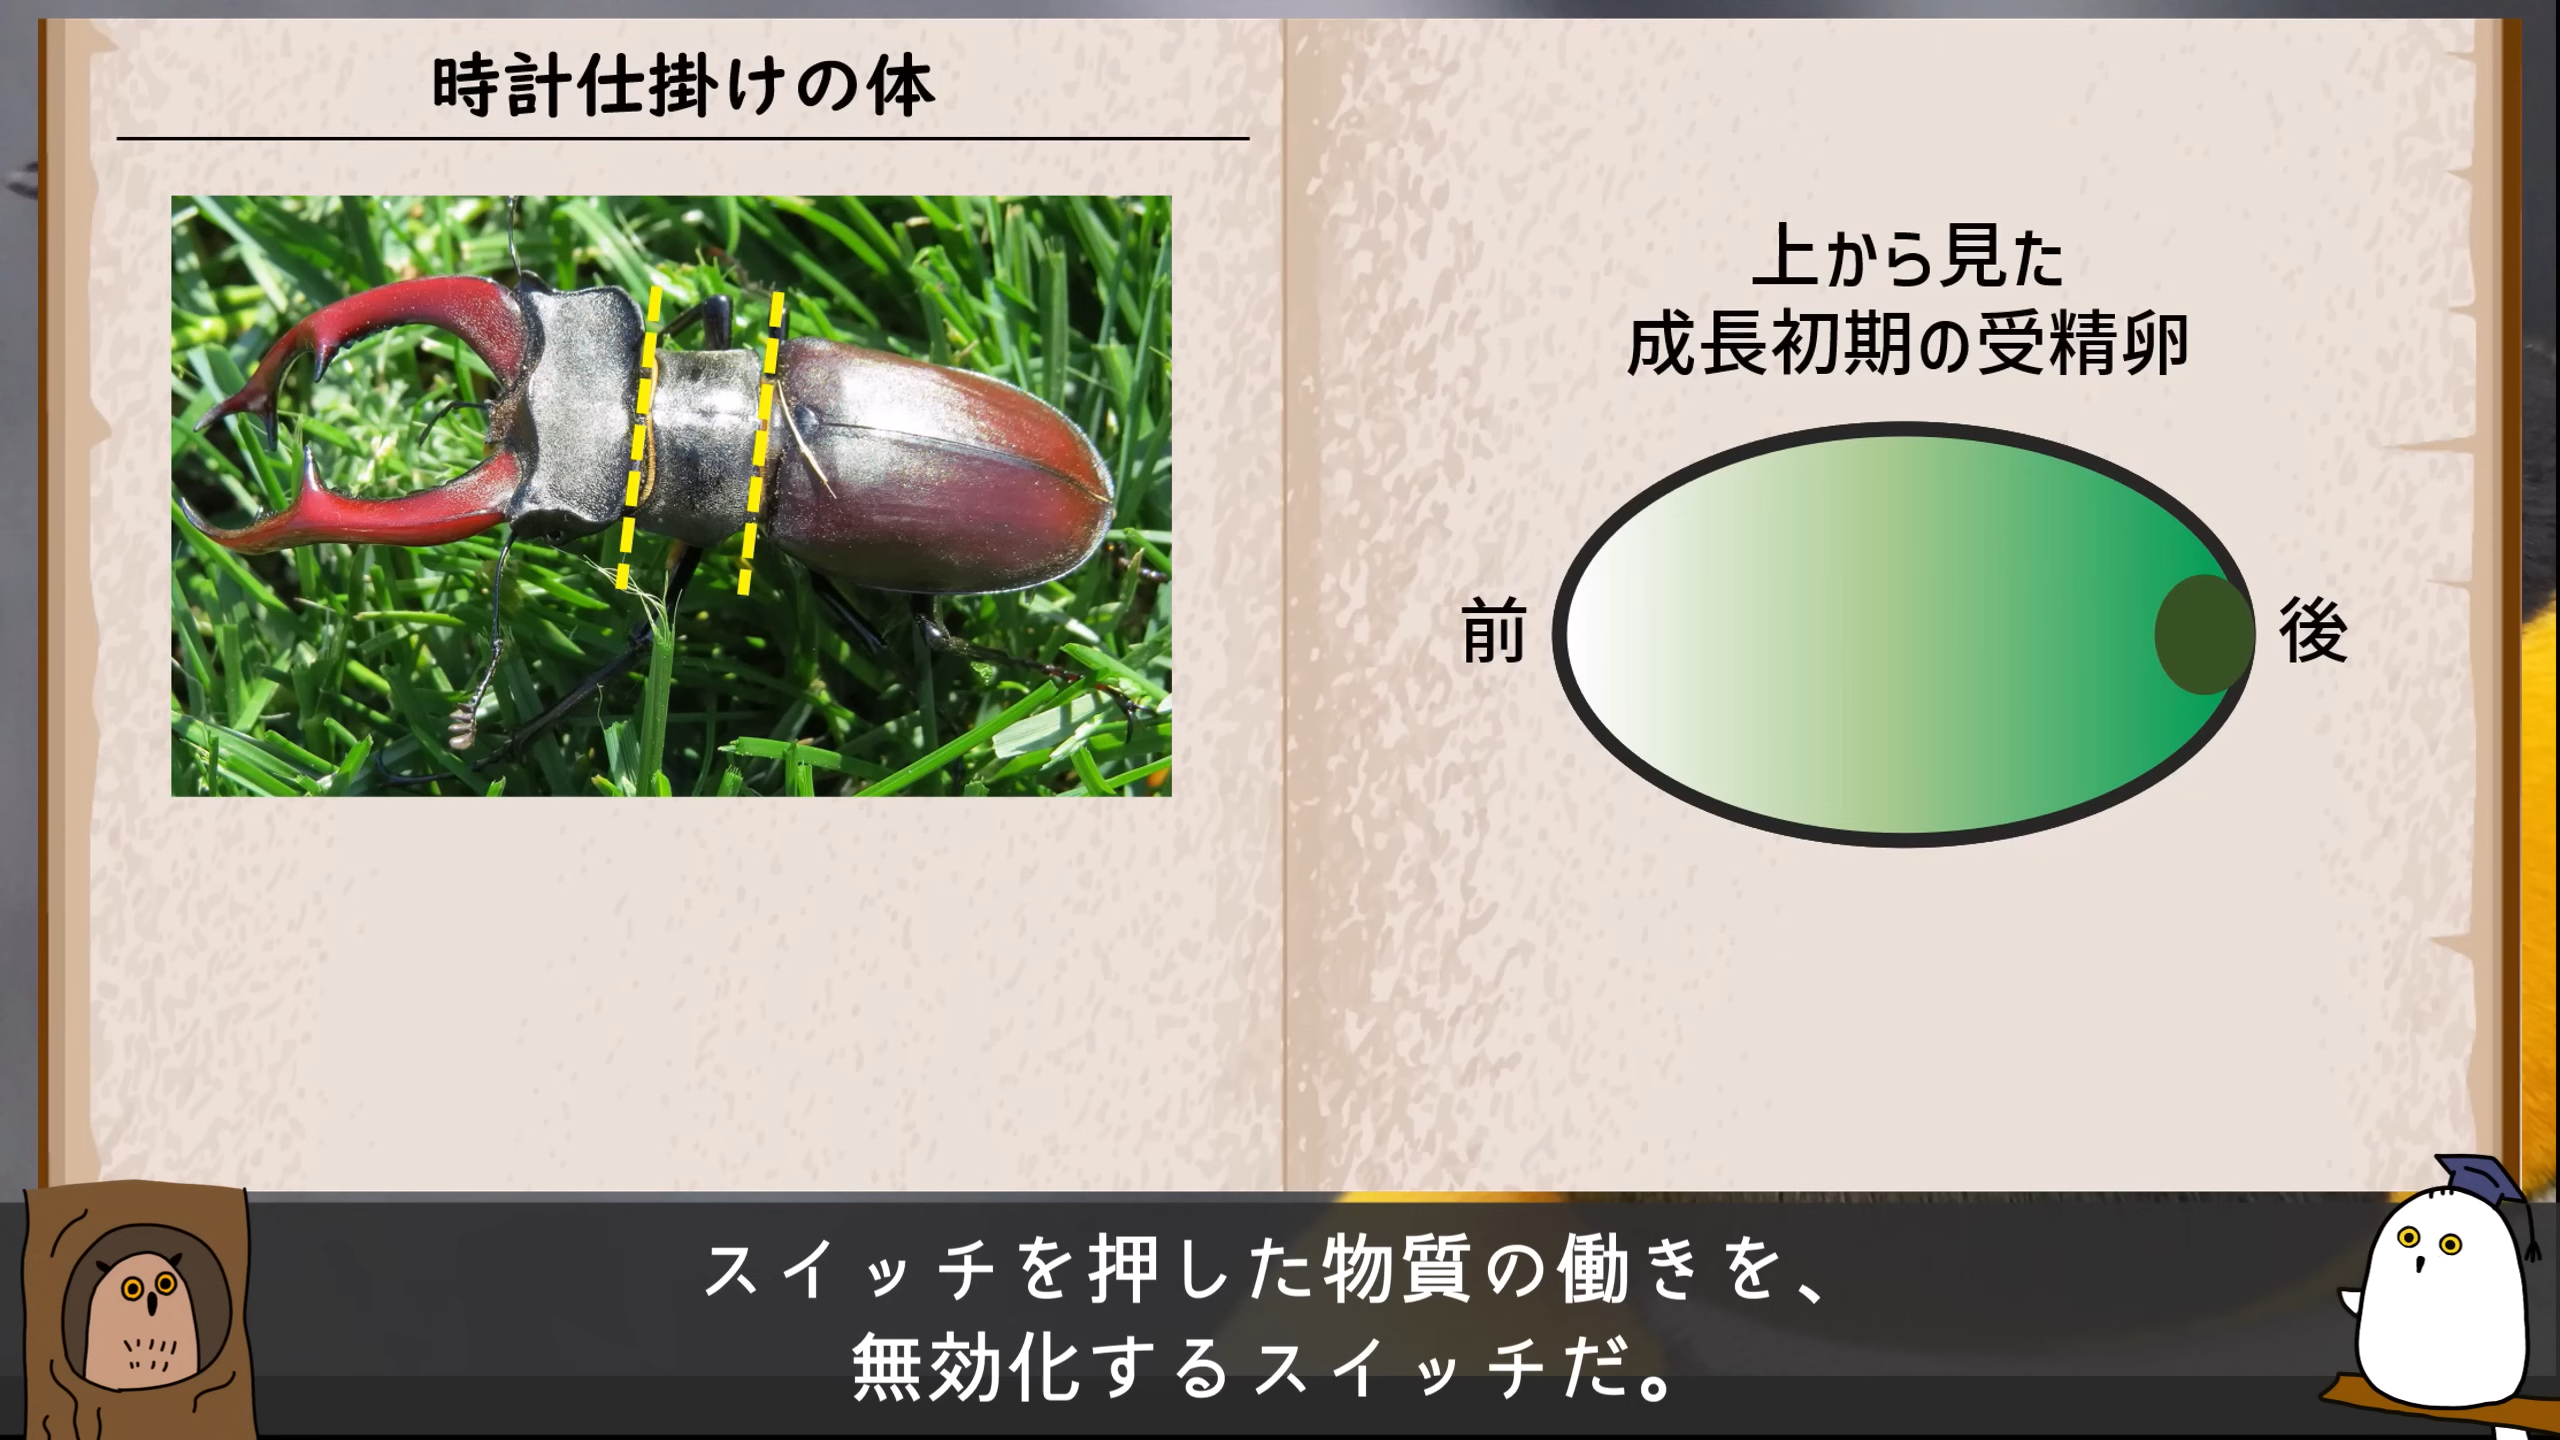 時計仕掛けの体
上から見た
成長初期の受精卵
前
後
スイッチを押した物質の働きを、
無効化するスイッチだ。